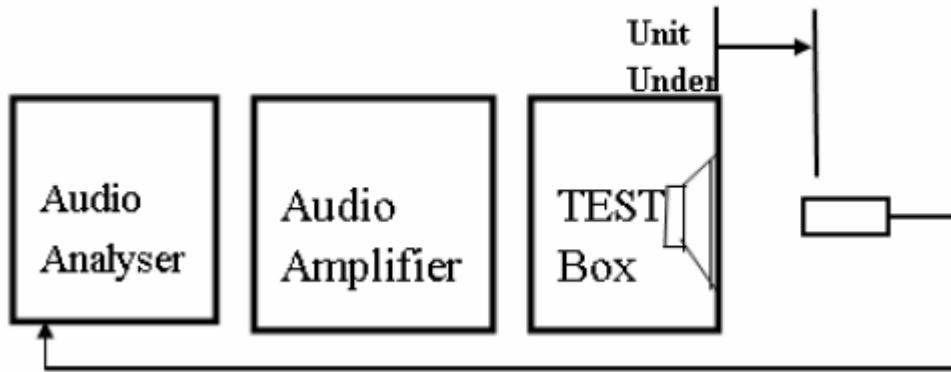 Unit
Under
Audio
Analyser
Audio
Amplifier
TEST
Box